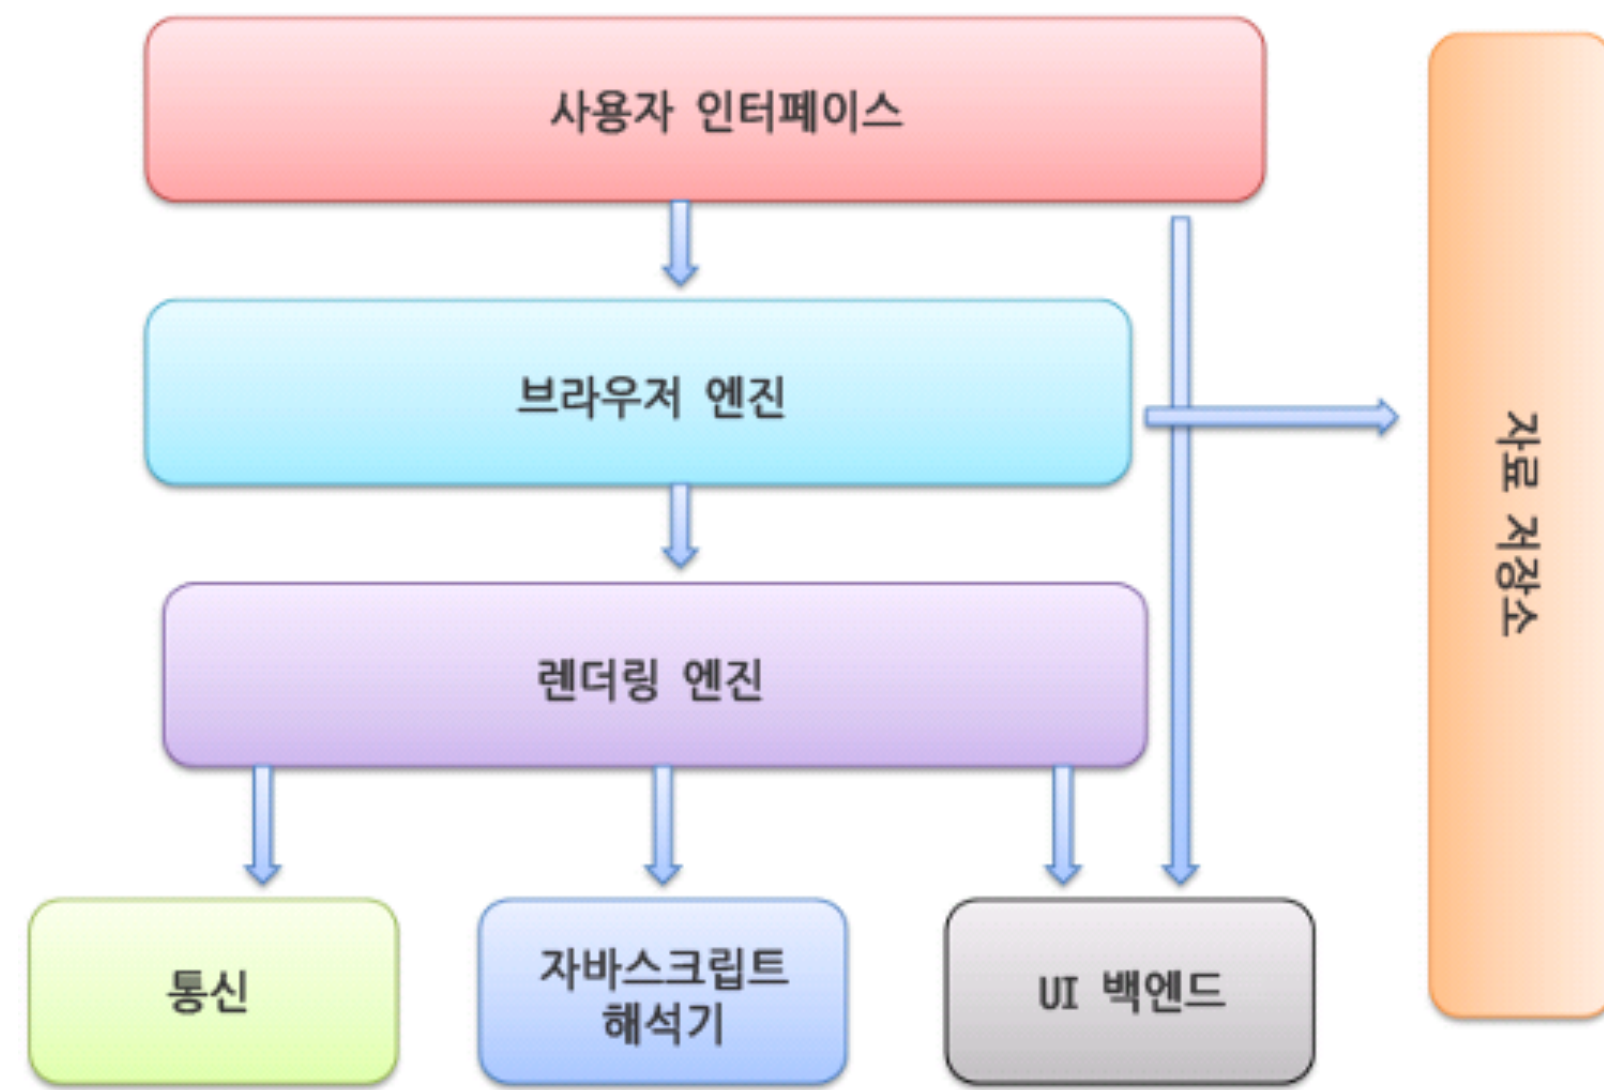 사용자 인터페이스
브라우저 엔진
자료 저장소
렌더링 엔진
통신
자바스크립트
해석기
UI 백엔드